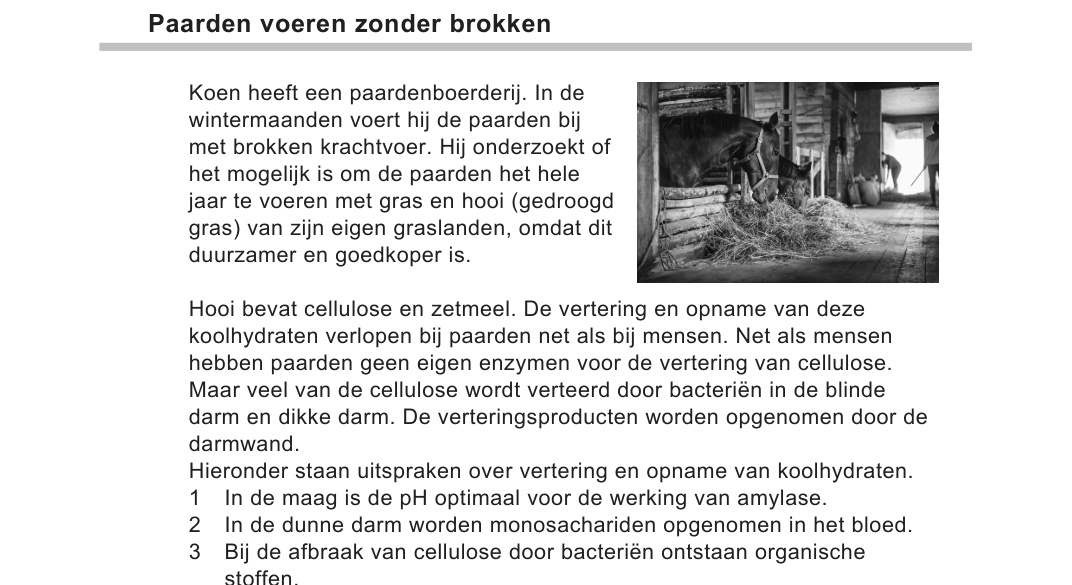 Paarden voeren zonder brokken
Koen heeft een paardenboerderij. In de
wintermaanden voert hij de paarden bij
met brokken krachtvoer. Hij onderzoekt of
het mogelijk is om de paarden het hele
jaar te voeren met gras en hooi (gedroogd
gras) van zijn eigen graslanden, omdat dit
duurzamer en goedkoper is.
Hooi bevat cellulose en zetmeel. De vertering en opname van deze
koolhydraten verlopen bij paarden net als bij mensen. Net als mensen
hebben paarden geen eigen enzymen voor de vertering van cellulose.
Maar veel van de cellulose wordt verteerd door bacteriën in de blinde
darm en dikke darm. De verteringsproducten worden opgenomen door de
darmwand.
Hieronder staan uitspraken over vertering en opname van koolhydraten.
1 In de maag is de pH optimaal voor de werking van amylase.
2 In de dunne darm worden monosachariden opgenomen in het bloed.
3 Bij de afbraak van cellulose door bacteriën ontstaan organische
stoffen.